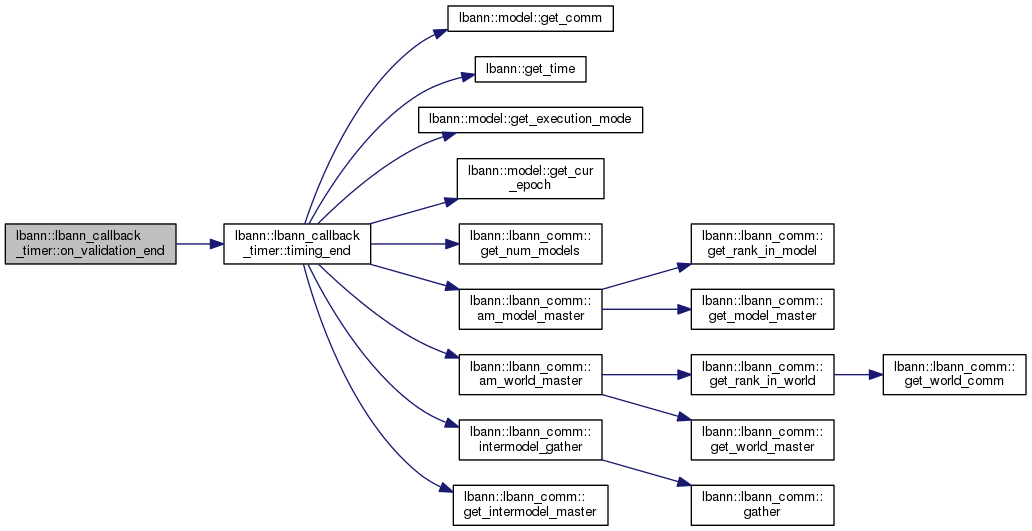 lbann::model::get_comm
lbann::get_time
lbann::model::get_execution_mode
lbann::model::get_cur
_epoch
lbann::lbann_callback
_timer::on_validation_end
lbann::lbann_callback
_timer::timing_end
lbann::lbann_comm::
get_num_models
lbann::lbann_comm::
get_rank_in_model
lbann::lbann_comm::
am_model_master
lbann::lbann_comm::
get_model_master
lbann::lbann_comm::
am_world_master
lbann::lbann_comm::
get_rank_in_world
lbann::lbann_comm::
get_world_comm
lbann::lbann_comm::
intermodel_gather
lbann::lbann_comm::
get_world_master
lbann::lbann_comm::
get_intermodel_master
lbann::lbann_comm::
gather